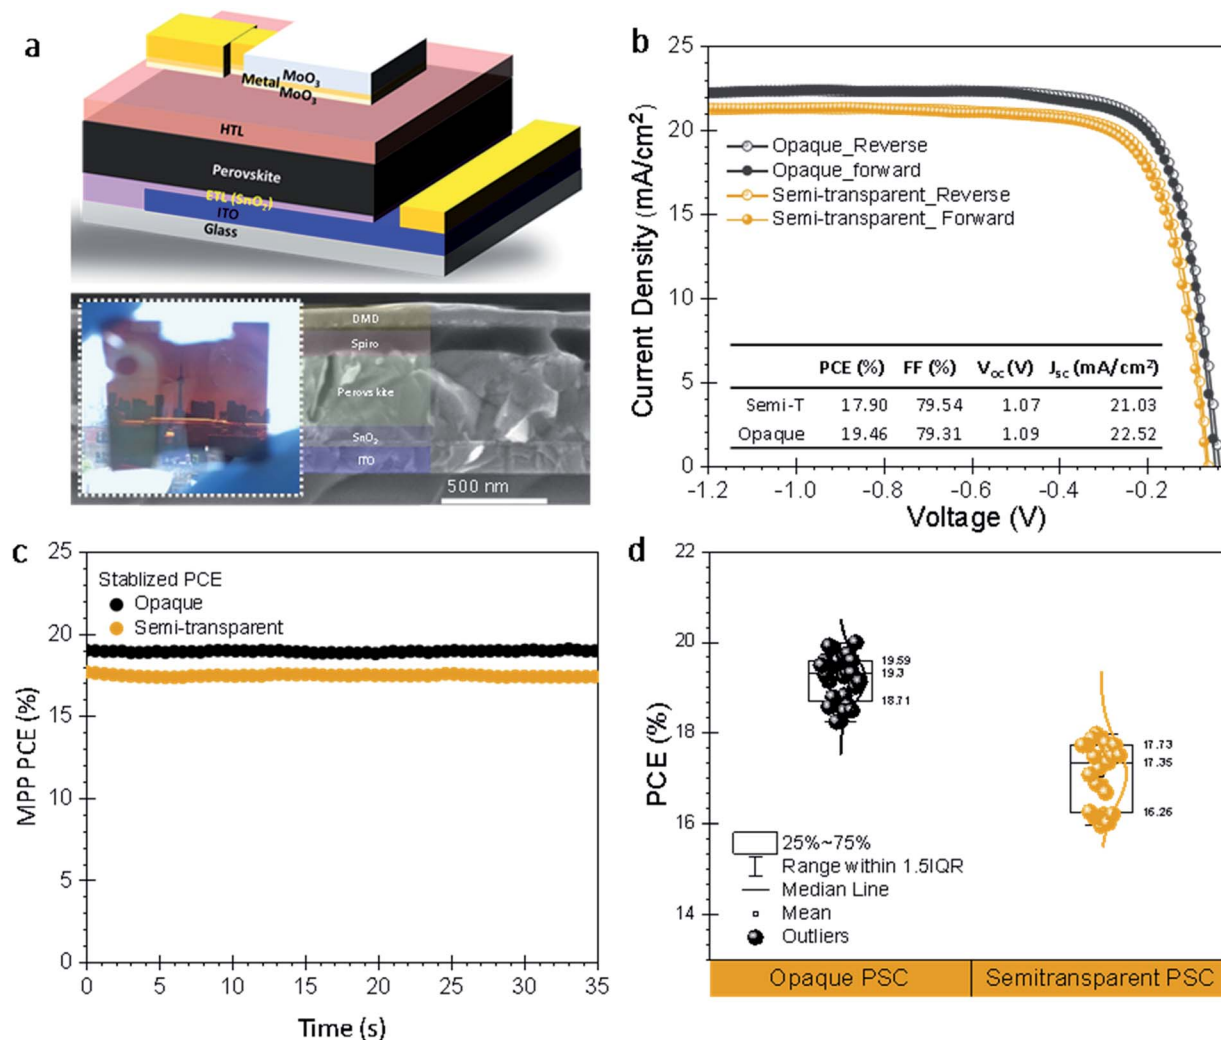 a
MoO3
Metal
MoO3
HTL
Perovskite
ETL (SnO2)
ITO
Glass
DMD
Spiro
Perovskite
SnO2
ITO
500 nm
b
25
20
15
10
5
0
Current Density (mA/cm2)
Opaque_Reverse
Opaque_forward
Semi-transparent_Reverse
Semi-transparent_ Forward
PCE (%) FF (%) Voc (V) Jsc (mA/cm2)
Semi-T 17.90 79.54 1.07 21.03
Opaque 19.46 79.31 1.09 22.52
-1.2 -1.0 -0.8 -0.6 -0.4 -0.2
Voltage (V)
c
25
20
15
10
5
0
MPP PCE (%)
Stablized PCE
Opaque
Semi-transparent
0 5 10 15 20 25 30 35
Time (s)
d
22
20
18
16
14
PCE (%)
19.59
19.3
18.71
17.73
17.35
16.26
25%~75%
Range within 1.5IQR
Median Line
Mean
Outliers
Opaque PSC Semitransparent PSC